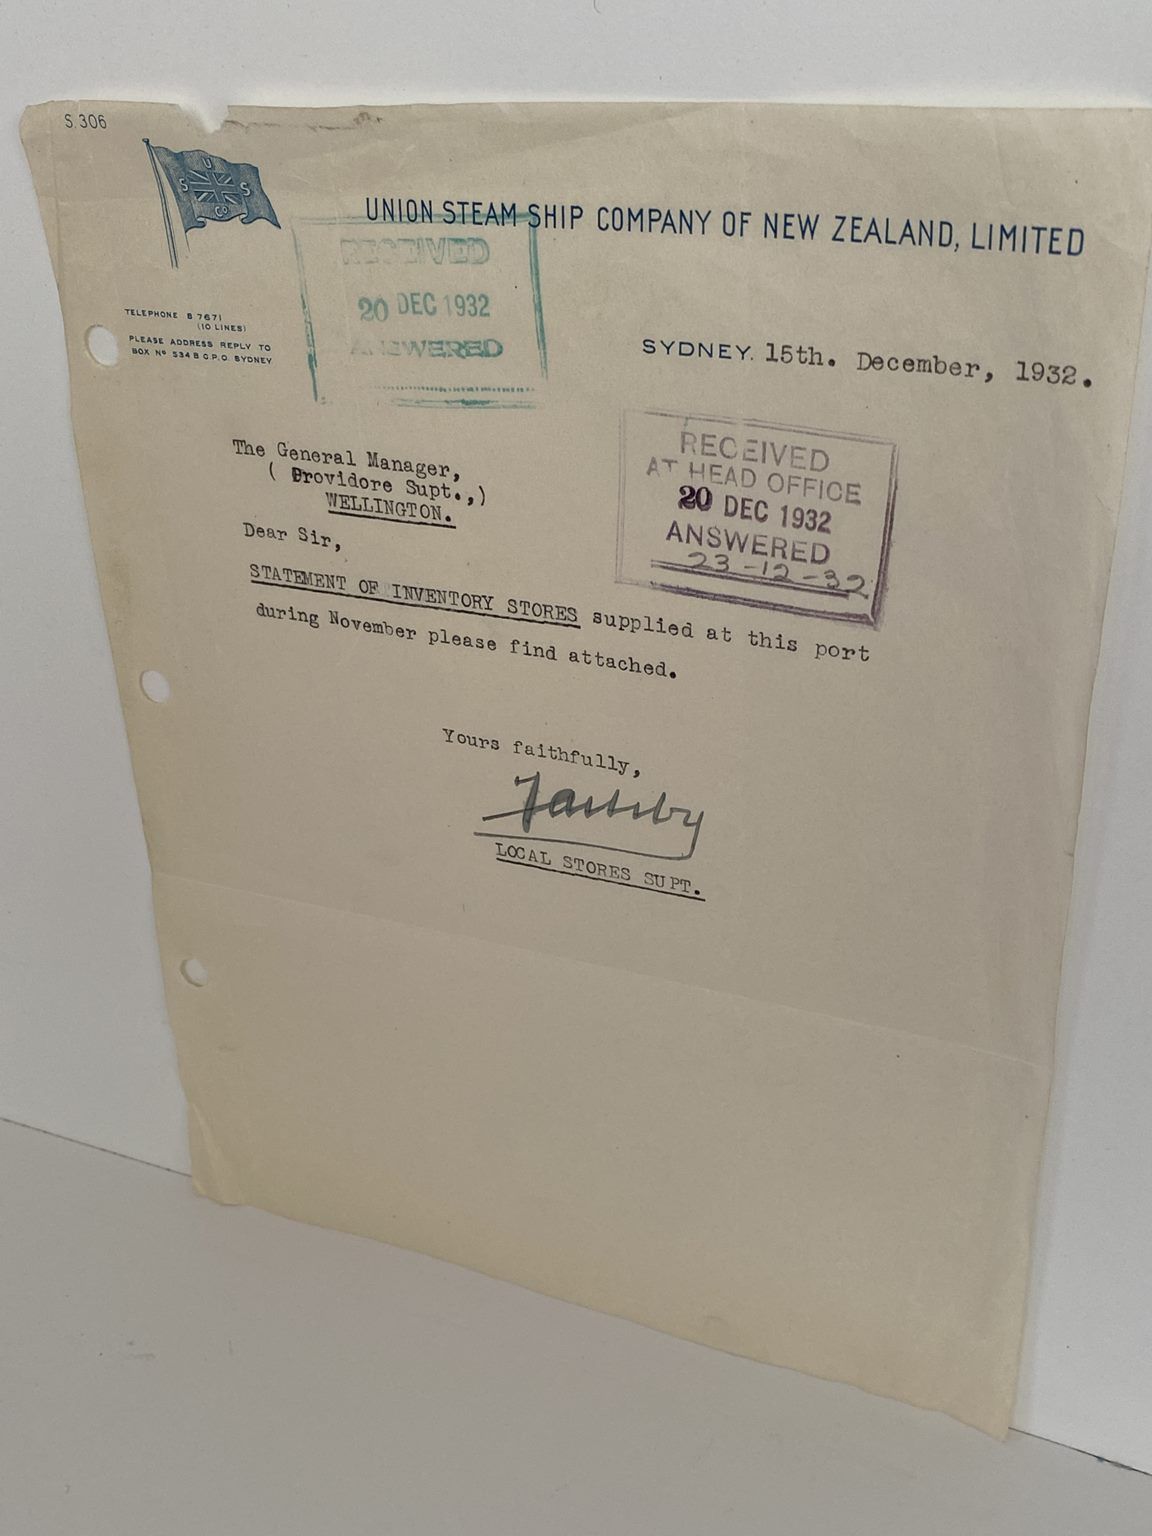 S. 306
U
S S
Co
UNION STEAM SHIP COMPANY OF NEW ZEALAND, LIMITED
RECEIVED
20 DEC 1932
ANSWERED
TELEPHONE B 7671
(10 LINES)
PLEASE ADDRESS REPLY TO
BOX No 534 B G.P.O. SYDNEY
SYDNEY. 15th. December, 1932.
RECEIVED
AT HEAD OFFICE
20 DEC 1932
ANSWERED
23-12-32
The General Manager,
( Providore Supt.,)
WELLINGTON.
Dear Sir,
STATEMENT OF INVENTORY STORES supplied at this port
during November please find attached.
Yours faithfully,
LOCAL STORES SUPT.